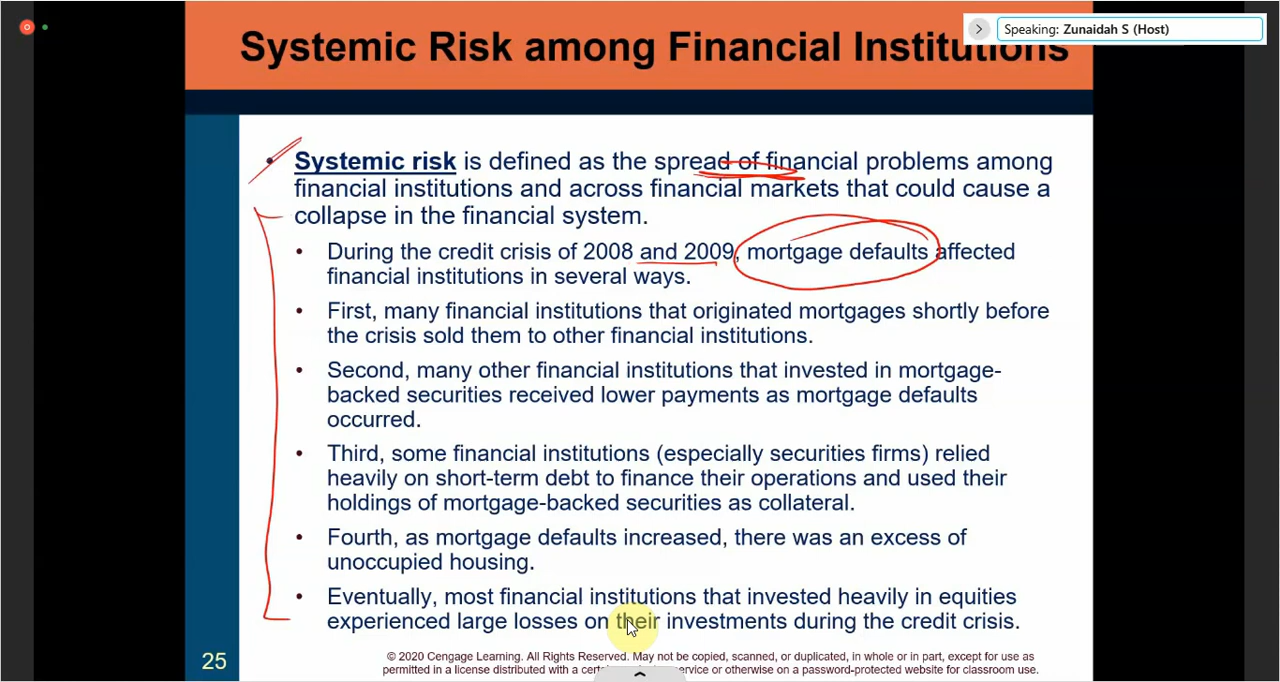 Systemic Risk among Financial Institutions
Speaking: Zunaidah S (Host)
• Systemic risk is defined as the spread of financial problems among
financial institutions and across financial markets that could cause a
collapse in the financial system.
• During the credit crisis of 2008 and 2009, mortgage defaults affected
financial institutions in several ways.
• First, many financial institutions that originated mortgages shortly before
the crisis sold them to other financial institutions.
• Second, many other financial institutions that invested in mortgage-
backed securities received lower payments as mortgage defaults
occurred.
• Third, some financial institutions (especially securities firms) relied
heavily on short-term debt to finance their operations and used their
holdings of mortgage-backed securities as collateral.
• Fourth, as mortgage defaults increased, there was an excess of
unoccupied housing.
• Eventually, most financial institutions that invested heavily in equities
experienced large losses on their investments during the credit crisis.
25
© 2020 Cengage Learning. All Rights Reserved. May not be copied, scanned, or duplicated, in whole or in part, except for use as
permitted in a license distributed with a service or otherwise on a password-protected website for classroom use.